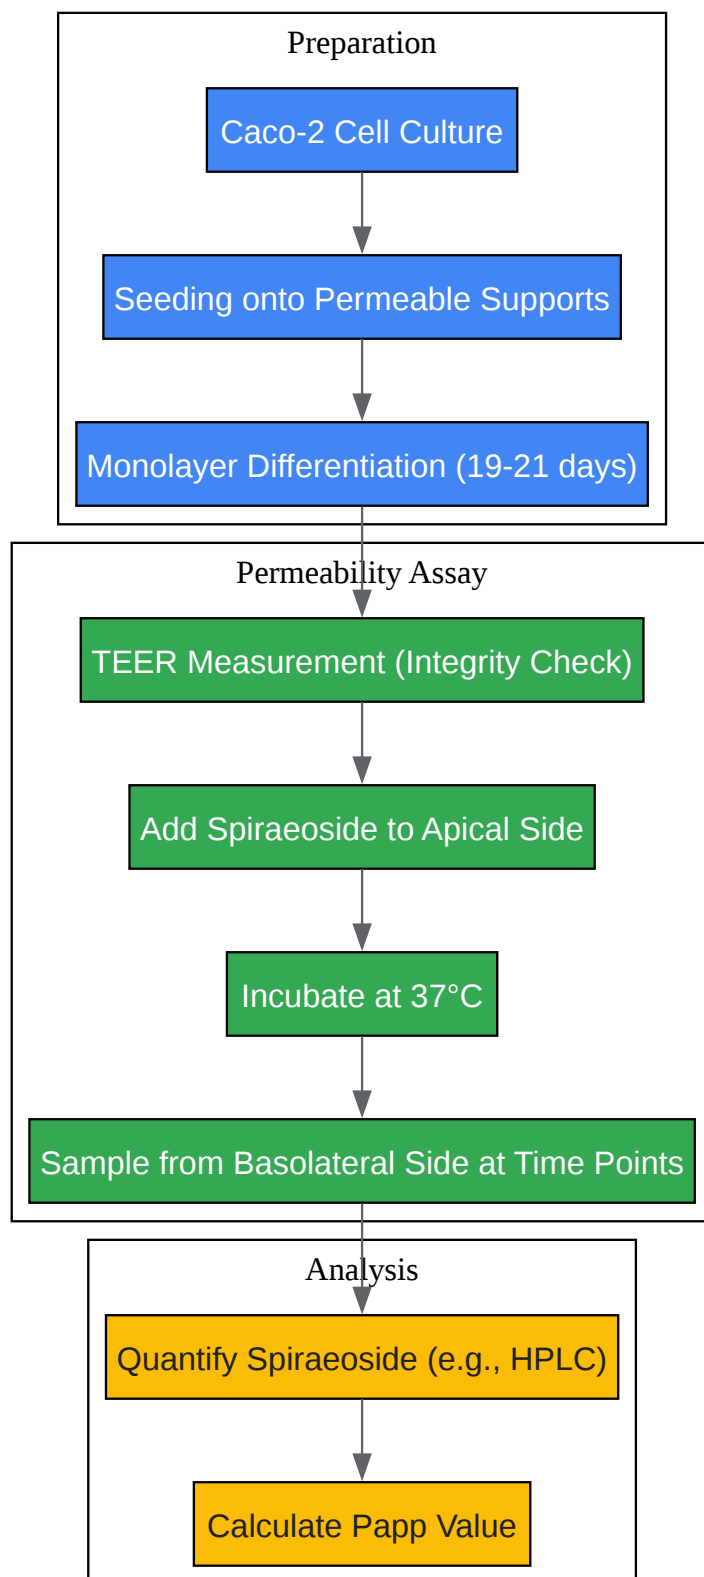 Preparation
Caco-2 Cell Culture
Seeding onto Permeable Supports
Monolayer Differentiation (19-21 days)
Permeability Assay
TEER Measurement (Integrity Check)
Add Spiraeoside to Apical Side
Incubate at 37°C
Sample from Basolateral Side at Time Points
Analysis
Quantify Spiraeoside (e.g., HPLC)
Calculate Papp Value